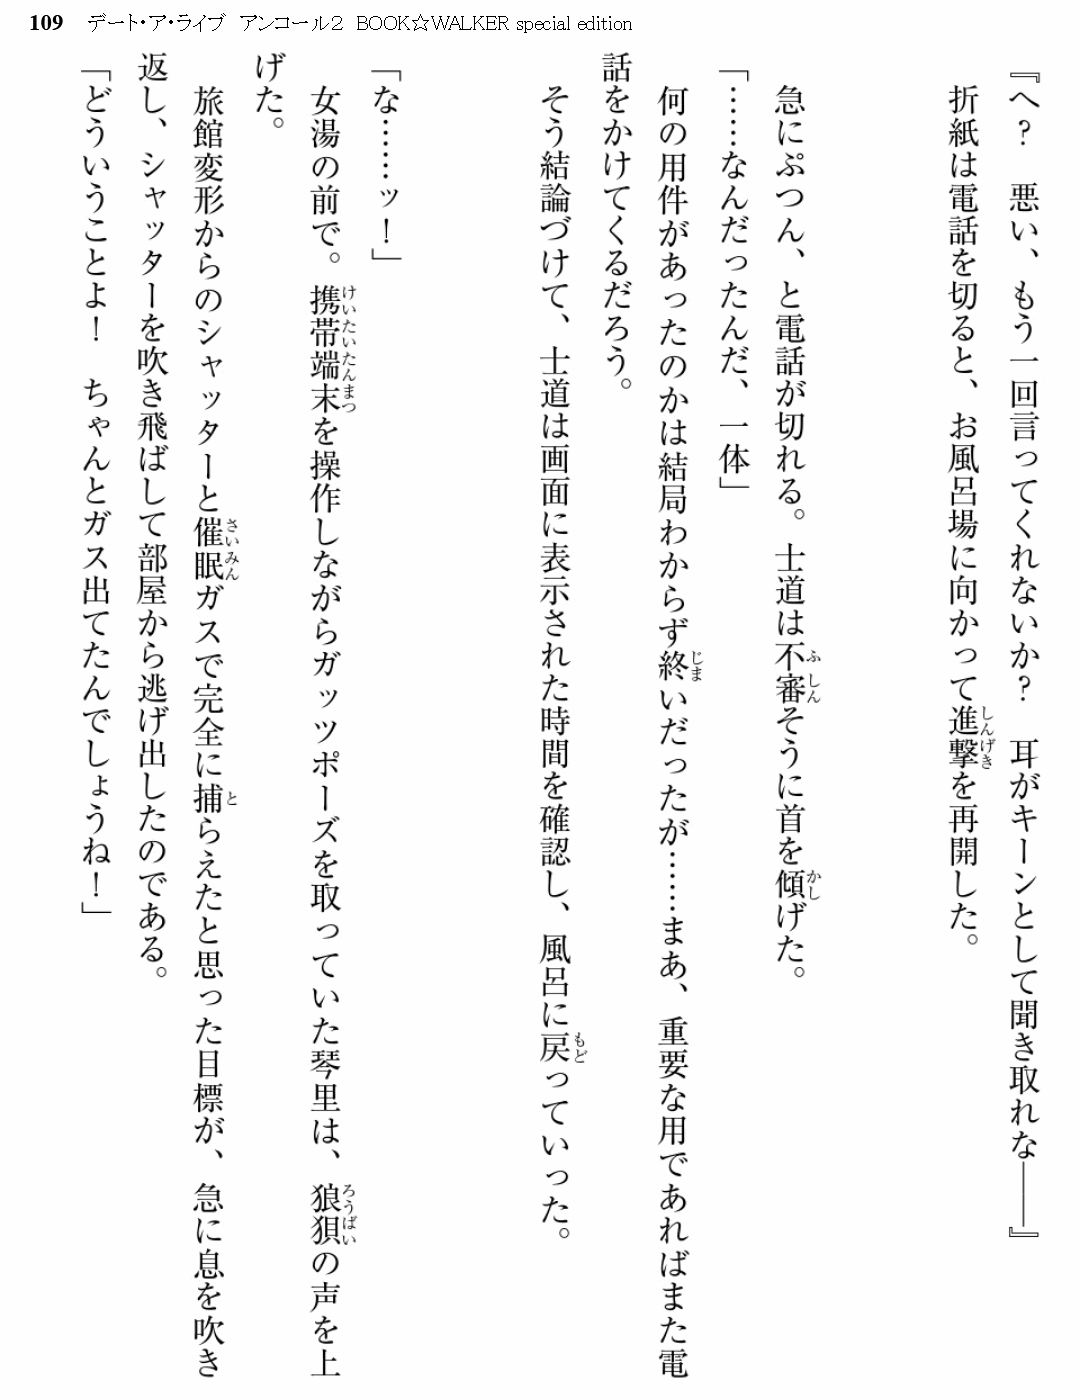 109 デート・ア・ライブ アンコール2 BOOK☆WALKER special edition
『へ？　悪い、もう一回言ってくれないか？　耳がキーンとして聞き取れな――』
折紙は電話を切ると、お風呂場に向かって進撃を再開した。
急にぷつん、と電話が切れる。士道は不審そうに首を傾げた。
「……なんだったんだ、一体」
何の用件があったのかは結局わからず終いだったが……まあ、重要な用であればまた電
話をかけてくるだろう。
そう結論づけて、士道は画面に表示された時間を確認し、風呂に戻っていった。
「な……ッ！」
女湯の前で。携帯端末を操作しながらガッツポーズを取っていた琴里は、狼狽の声を上
げた。
旅館変形からのシャッターと催眠ガスで完全に捕らえたと思った目標が、急に息を吹き
返し、シャッターを吹き飛ばして部屋から逃げ出したのである。
「どういうことよ！　ちゃんとガス出てたんでしょうね！」